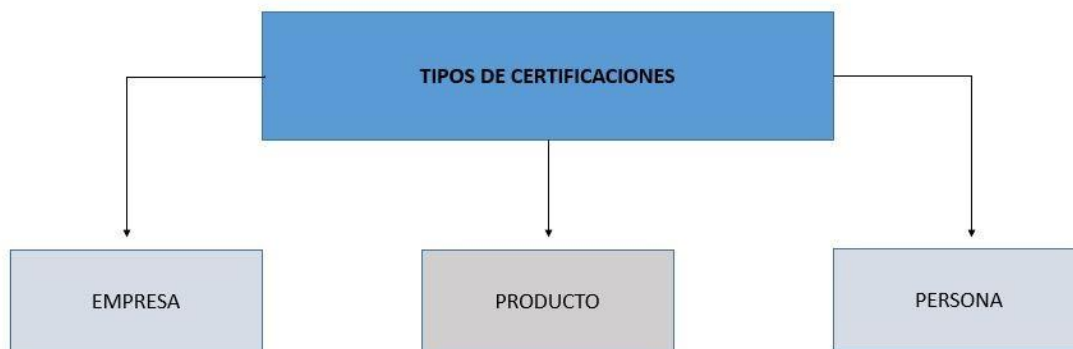 TIPOS DE CERTIFICACIONES
EMPRESA
PRODUCTO
PERSONA